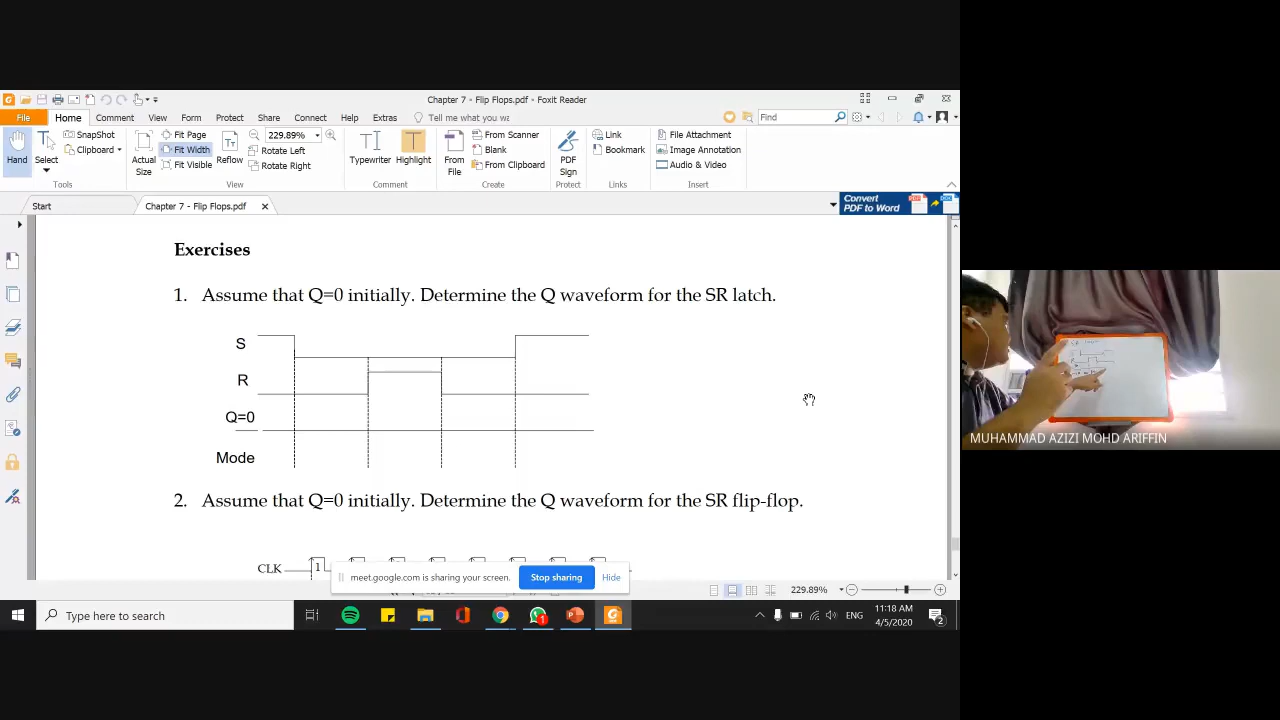 Chapter 7 - Flip Flops.pdf - Foxit Reader
File Home Comment View Form Protect Share Connect Help Extras Tell me what you wa Find
SnapShot
Clipboard
Hand Select
Actual Size
Fit Page
Fit Width
Fit Visible
Reflow
229.89%
Rotate Left
Rotate Right
Typewriter Highlight
From File
From Scanner
Blank
From Clipboard
PDF Sign
Link
Bookmark
File Attachment
Image Annotation
Audio & Video
Tools View Comment Create Protect Links Insert
Start Chapter 7 - Flip Flops.pdf
Convert
PDF to Word
Exercises
1. Assume that Q=0 initially. Determine the Q waveform for the SR latch.
S
R
Q=0
Mode
2. Assume that Q=0 initially. Determine the Q waveform for the SR flip-flop.
CLK 1
meet.google.com is sharing your screen. Stop sharing Hide
229.89%
Type here to search
1
ENG
11:18 AM
4/5/2020
2
MUHAMMAD AZIZI MOHD ARIFFIN